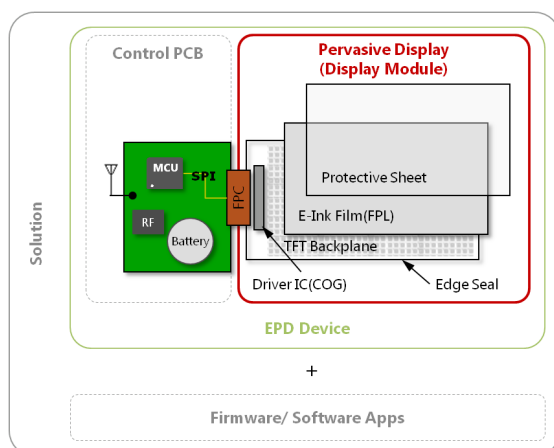 Control PCB
Pervasive Display
(Display Module)
MCU
SPI
RF
Battery
FPC
Protective Sheet
E-Ink Film(FPL)
TFT Backplane
Driver IC(COG)
Edge Seal
Solution
EPD Device
+
Firmware/ Software Apps